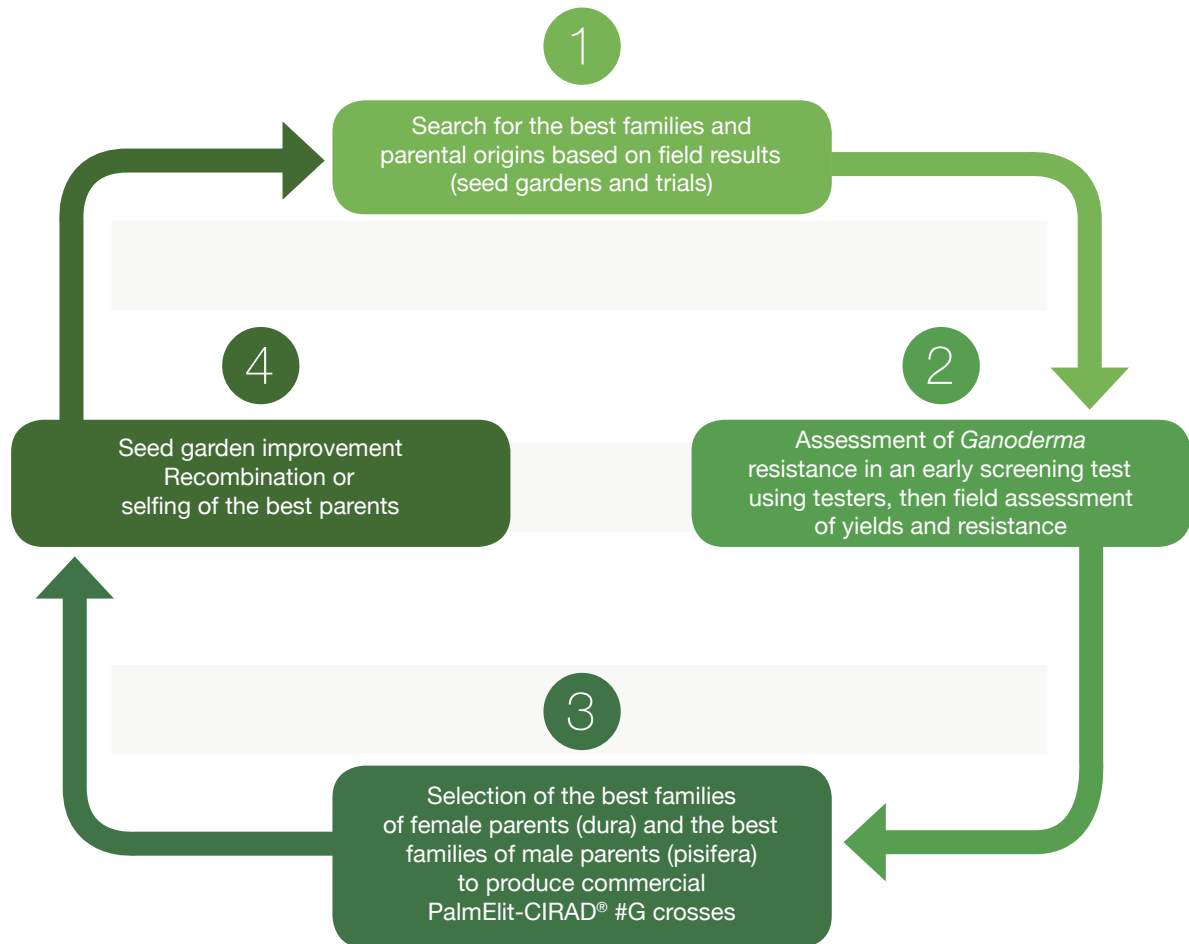 1
Search for the best families and
parental origins based on field results
(seed gardens and trials)
2
Assessment of Ganoderma
resistance in an early screening test
using testers, then field assessment
of yields and resistance
3
Selection of the best families
of female parents (dura) and the best
families of male parents (pisifera)
to produce commercial
PalmElit-CIRAD® #G crosses
4
Seed garden improvement
Recombination or
selfing of the best parents